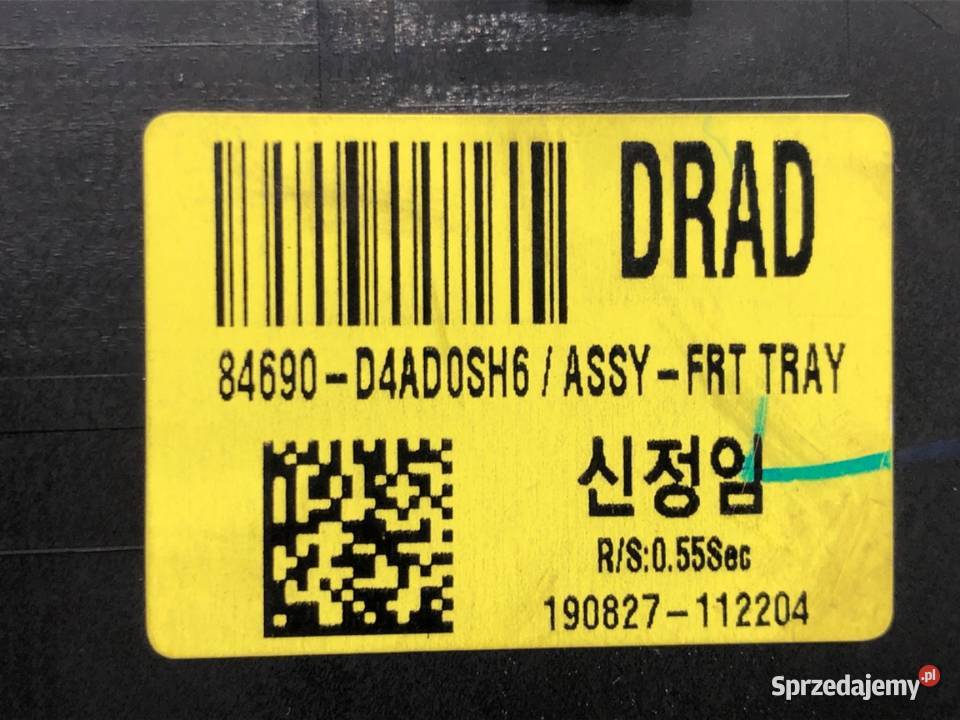 DRAD
84690-D4AD0SH6 / ASSY-FRT TRAY
신정임
R/S:0.55Sec
190827-112204
Sprzedajemy.pl